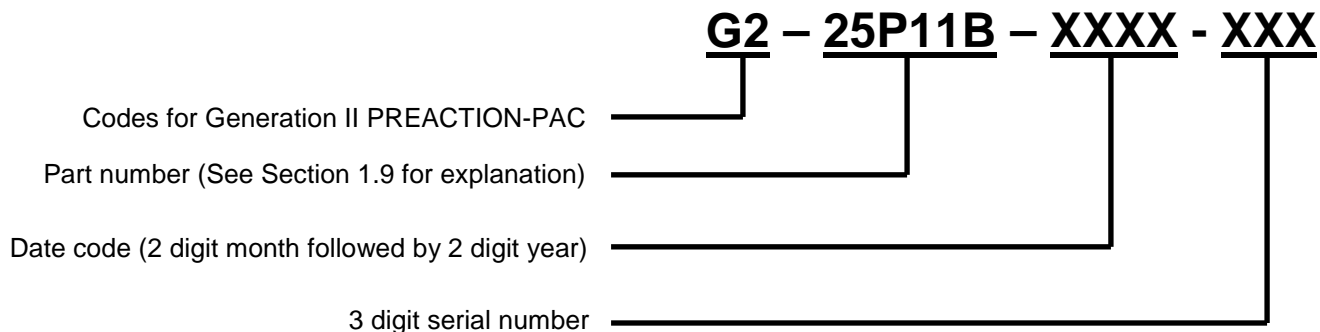 G2 – 25P11B – XXXX - XXX
Codes for Generation II PREACTION-PAC
Part number (See Section 1.9 for explanation)
Date code (2 digit month followed by 2 digit year)
3 digit serial number